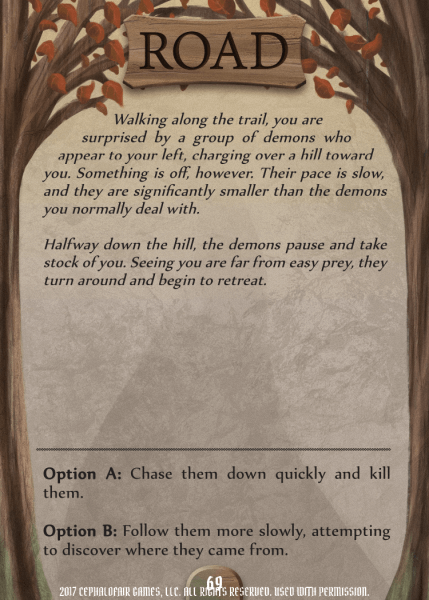 ROAD
Walking along the trail, you are
surprised by a group of demons who
appear to your left, charging over a hill toward
you. Something is off, however. Their pace is slow,
and they are significantly smaller than the demons
you normally deal with.
Halfway down the hill, the demons pause and take
stock of you. Seeing you are far from easy prey, they
turn around and begin to retreat.
Option A: Chase them down quickly and kill
them.
Option B: Follow them more slowly, attempting
to discover where they came from.
69
2017 CEPHALOFAIR GAMES, LLC. ALL RIGHTS RESERVED. USED WITH PERMISSION.